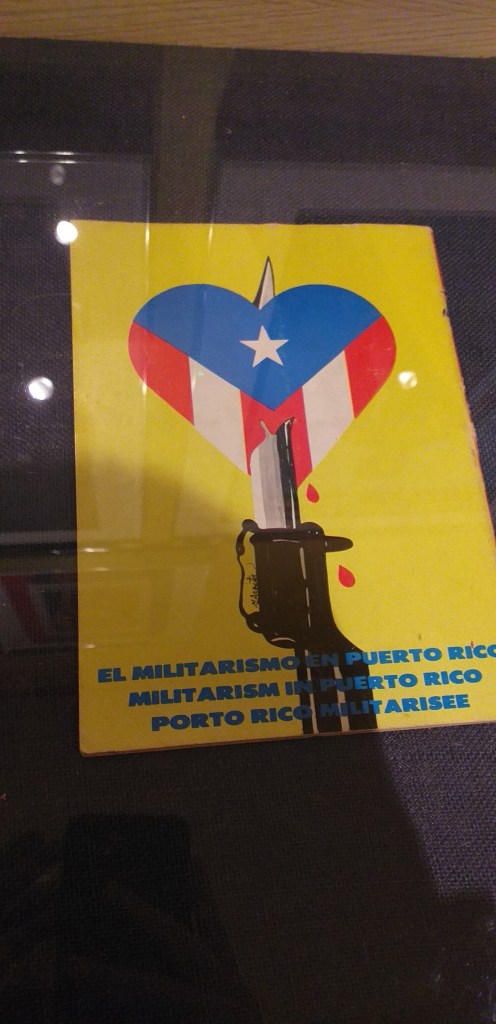 EL MILITARISMO EN PUERTO RICO
MILITARISM IN PUERTO RICO
PORTO RICO MILITARISEE